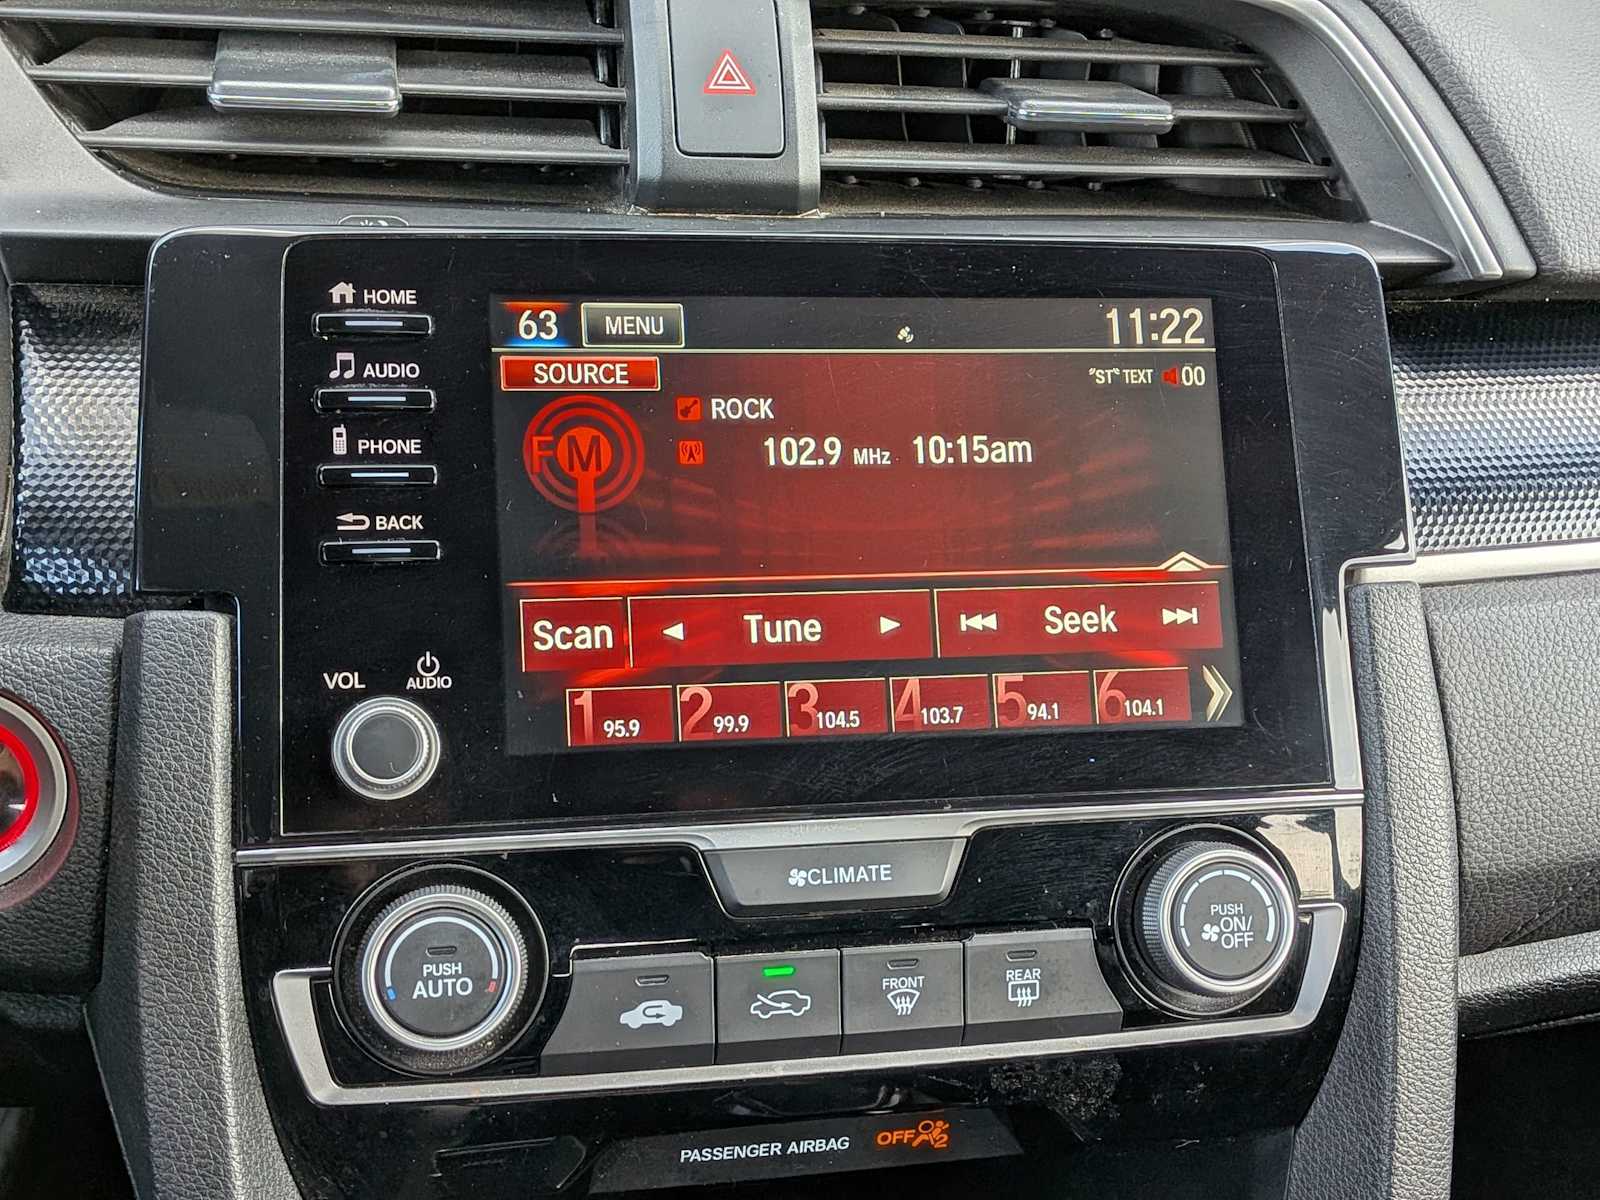 HOME
AUDIO
PHONE
BACK
VOL
AUDIO
63 MENU 11:22
SOURCE "ST" TEXT 00
FM
ROCK
102.9 MHz 10:15am
Scan Tune Seek
1 95.9 2 99.9 3 104.5 4 103.7 5 94.1 6 104.1
CLIMATE
PUSH
AUTO
FRONT
REAR
PUSH
ON/
OFF
PASSENGER AIRBAG OFF 2